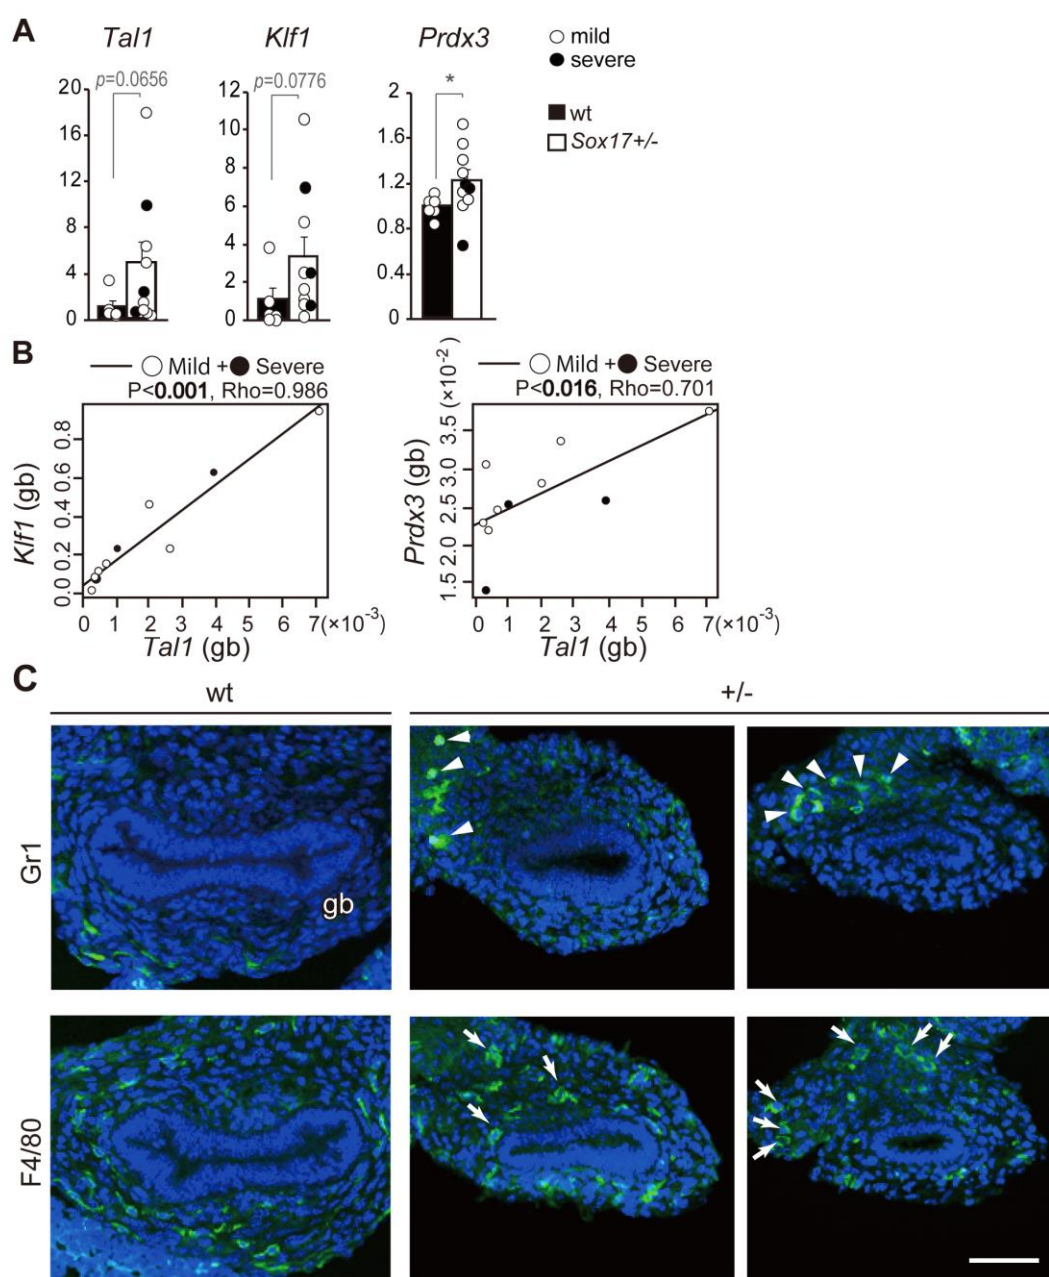 A
Tal1
Klf1
Prdx3
mild
severe
wt
Sox17+/-
p=0.0656
20
16
12
8
4
0
p=0.0776
12
10
8
6
4
2
0
*
2
1.6
1.2
0.8
0.4
0
B
Mild + Severe
P<0.001, Rho=0.986
Klf1 (gb)
0.8
0.6
0.4
0.2
0.0
0 1 2 3 4 5 6 7(×10-3)
Tal1 (gb)
Mild + Severe
P<0.016, Rho=0.701
Prdx3 (gb)
1.5 2.0 2.5 3.0 3.5 (×10-2)
0 1 2 3 4 5 6 7(×10-3)
Tal1 (gb)
C
wt
+/-
Gr1
gb
F4/80